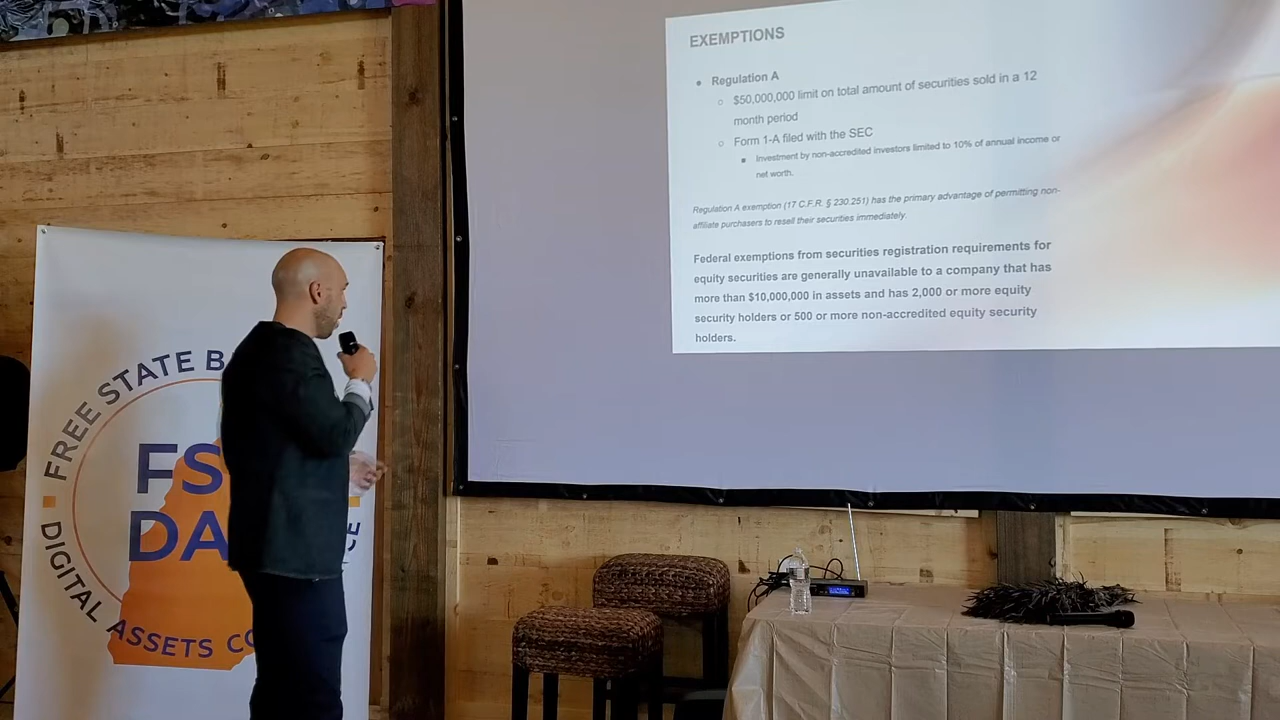 EXEMPTIONS
Regulation A
$50,000,000 limit on total amount of securities sold in a 12
month period
Form 1-A filed with the SEC
Investment by non-accredited investors limited to 10% of annual income or
net worth.
Regulation A exemption (17 C.F.R. § 230.251) has the primary advantage of permitting non-
affiliate purchasers to resell their securities immediately.
Federal exemptions from securities registration requirements for
equity securities are generally unavailable to a company that has
more than $10,000,000 in assets and has 2,000 or more equity
security holders or 500 or more non-accredited equity security
holders.
FREE STATE B
FS
DA
DIGITAL ASSETS CO
CE